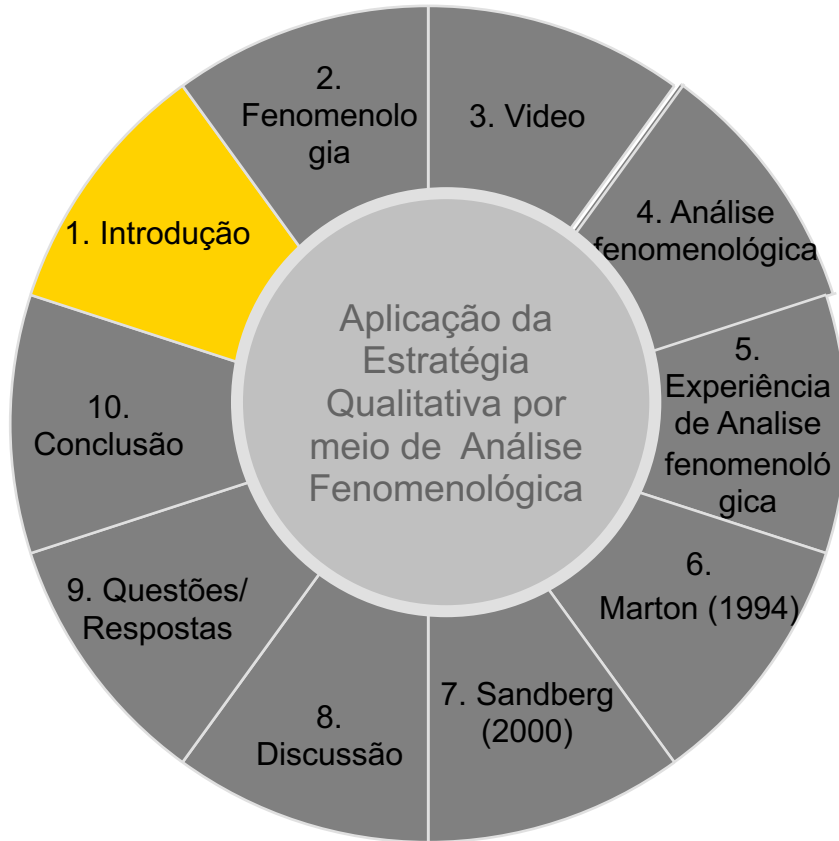 1. Introdução
2.
Fenomenolo
gia
3. Video
4. Análise
fenomenológica
5.
Experiência
de Analise
fenomenoló
gica
6.
Marton (1994)
7. Sandberg
(2000)
8.
Discussão
9. Questões/
Respostas
10.
Conclusão
Aplicação da
Estratégia
Qualitativa por
meio de Análise
Fenomenológica